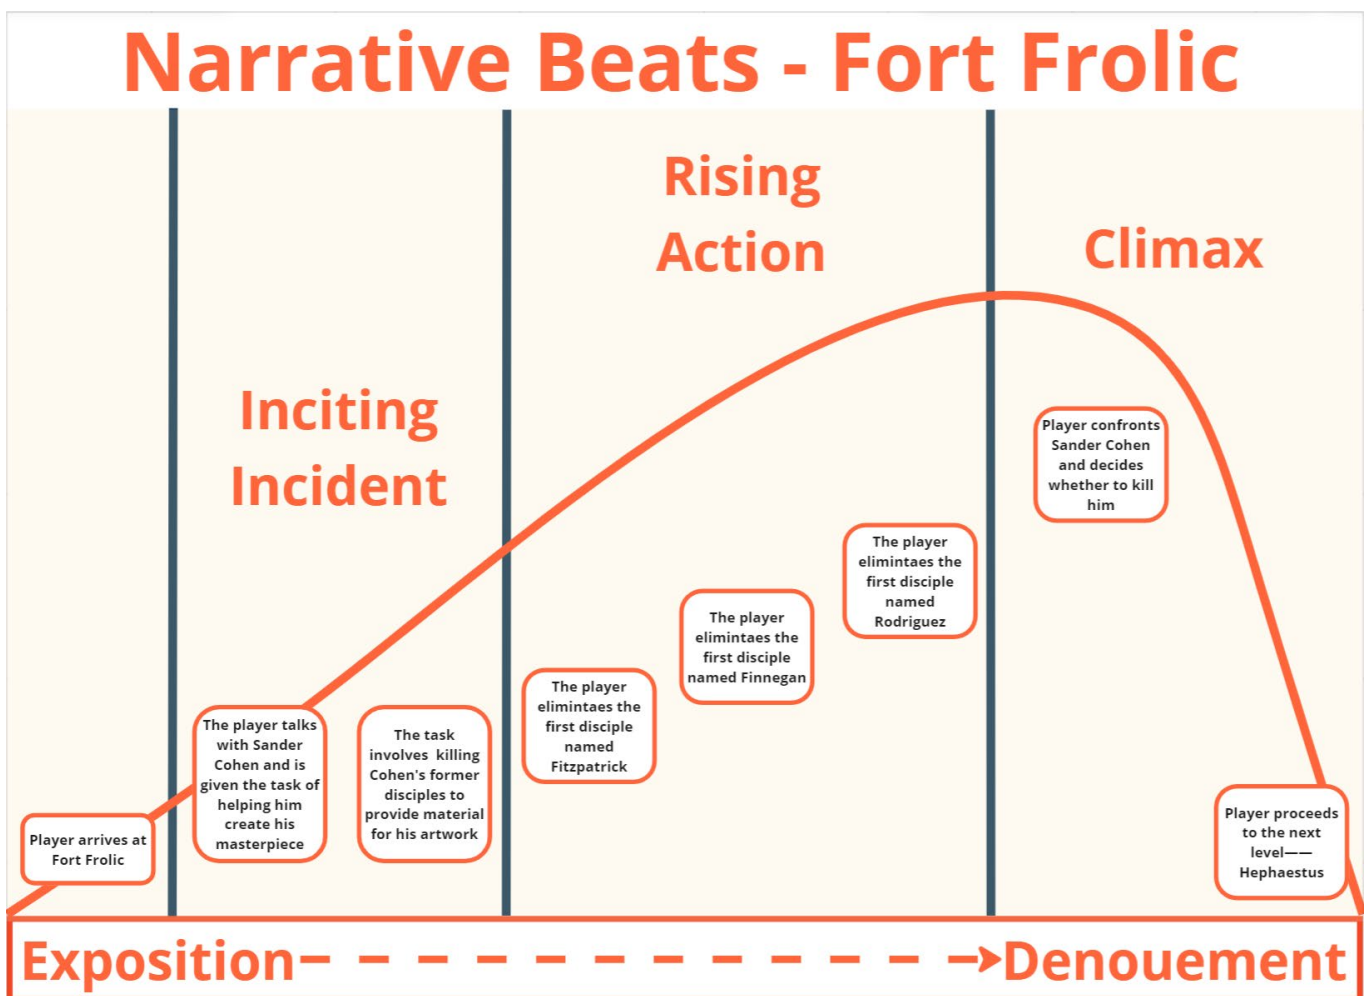 Narrative Beats - Fort Frolic
Rising
Action
Climax
Inciting
Incident
Player arrives at
Fort Frolic
The player talks
with Sander
Cohen and is
given the task of
helping him
create his
masterpiece
The task
involves killing
Cohen's former
disciples to
provide material
for his artwork
The player
elimintaes the
first disciple
named
Fitzpatrick
The player
elimintaes the
first disciple
named Finnegan
The player
elimintaes the
first disciple
named
Rodriguez
Player confronts
Sander Cohen
and decides
whether to kill
him
Player proceeds
to the next
level——
Hephaestus
Exposition
Denouement